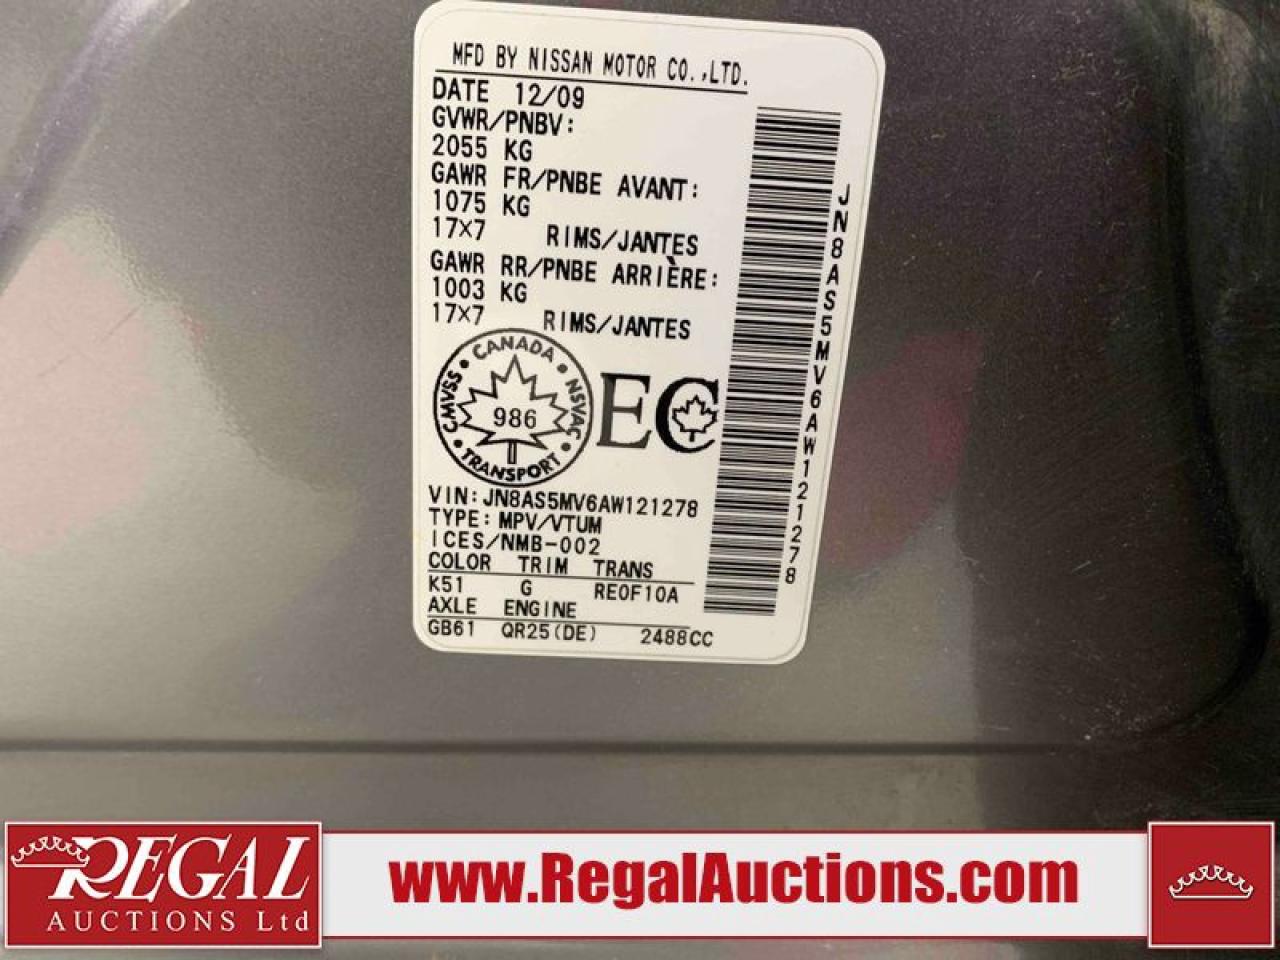 MFD BY NISSAN MOTOR CO.,LTD.
DATE 12/09
GVWR/PNBV:
2055 KG
GAWR FR/PNBE AVANT:
1075 KG
17×7 RIMS/JANTES
GAWR RR/PNBE ARRIÈRE:
1003 KG
17×7 RIMS/JANTES
CANADA
CMVSS NSVAC
986
TRANSPORT
EC
VIN:JN8AS5MV6AW121278
TYPE:MPV/VTUM
ICES/NMB-002
COLOR TRIM TRANS
K51 G RE0F10A
AXLE ENGINE
GB61 QR25(DE) 2488CC
JN8AS5MV6AW121278
REGAL
AUCTIONS Ltd
www.RegalAuctions.com